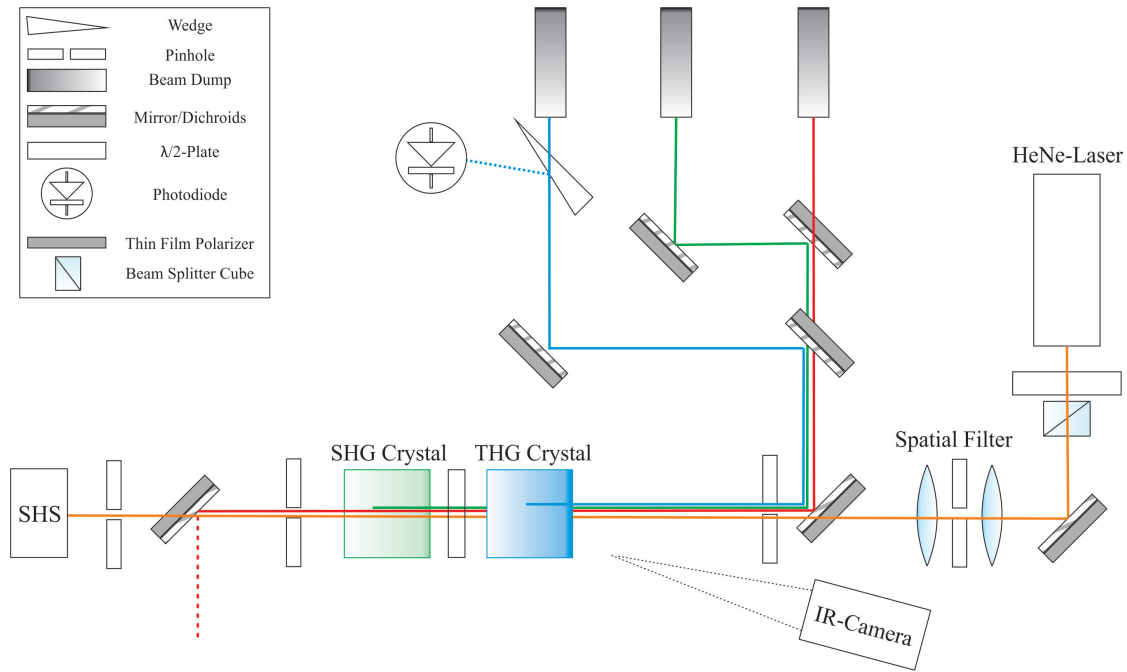 Wedge
Pinhole
Beam Dump
Mirror/Dichroids
λ/2-Plate
Photodiode
Thin Film Polarizer
Beam Splitter Cube
HeNe-Laser
Spatial Filter
SHG Crystal
THG Crystal
SHS
IR-Camera